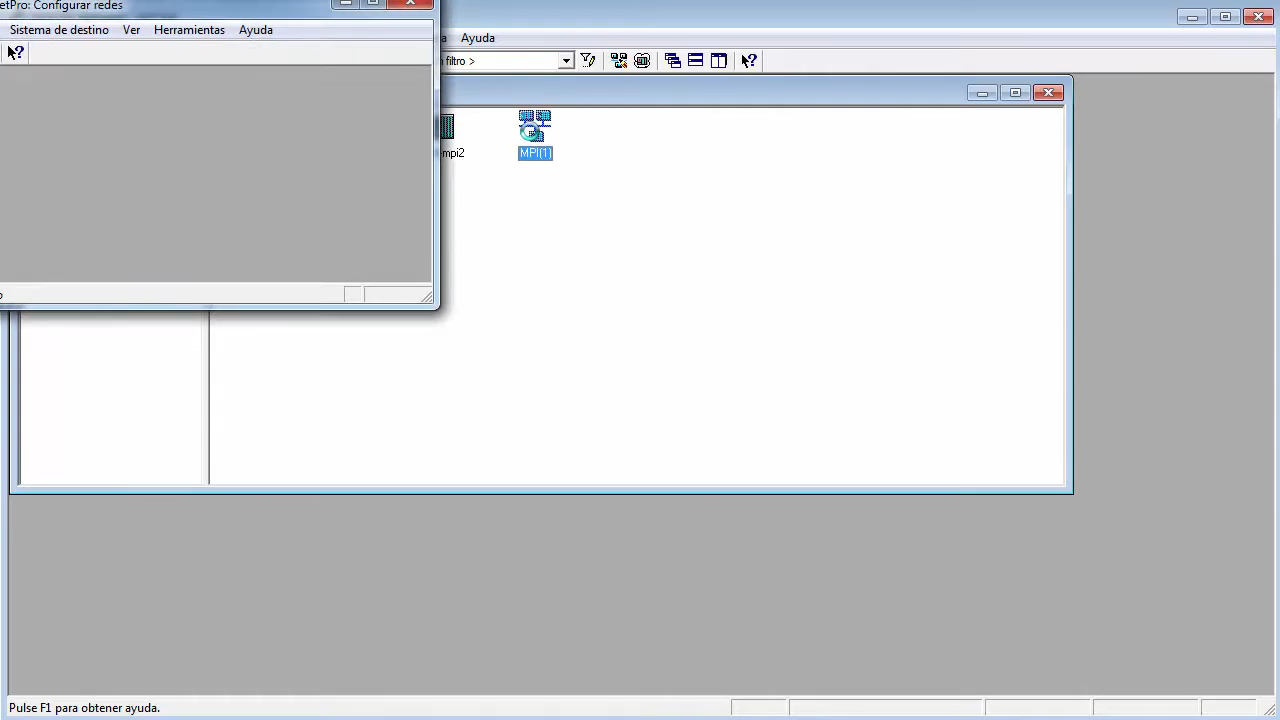 etPro: Configurar redes
Sistema de destino Ver Herramientas Ayuda
Ayuda
filtro >
mpi2
MPI(1)
Pulse F1 para obtener ayuda.